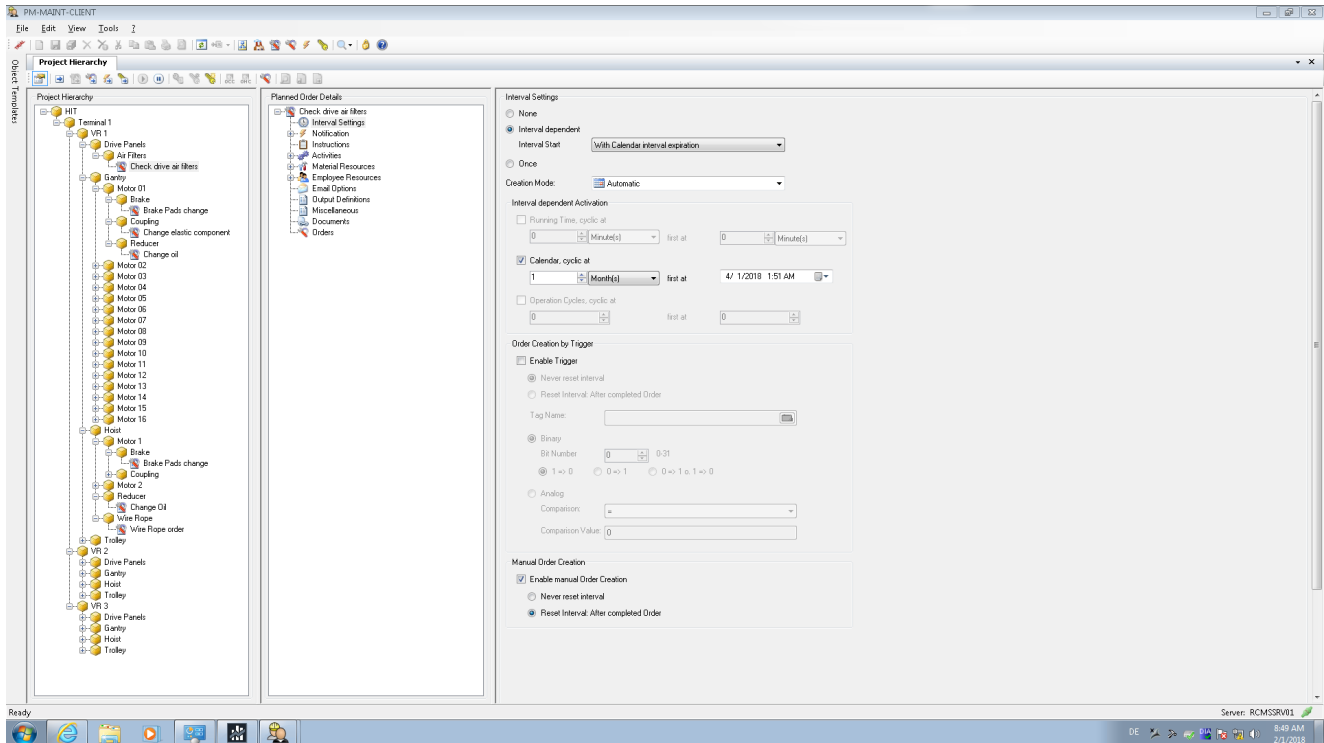 PM-MAINT-CLIENT
File Edit View Tools ?
Project Hierarchy
Object Templates
Project Hierarchy
HIT
Terminal 1
VR 1
Drive Panels
Air Filters
Check drive air filters
Gantry
Motor 01
Brake
Brake Pads change
Coupling
Change elastic component
Reducer
Change oil
Motor 02
Motor 03
Motor 04
Motor 05
Motor 06
Motor 07
Motor 08
Motor 09
Motor 10
Motor 11
Motor 12
Motor 13
Motor 14
Motor 15
Motor 16
Hoist
Motor 1
Brake
Brake Pads change
Coupling
Motor 2
Reducer
Change Oil
Wire Rope
Wire Rope order
Trolley
VR 2
Drive Panels
Gantry
Hoist
Trolley
VR 3
Drive Panels
Gantry
Hoist
Trolley
Planned Order Details
Check drive air filters
Interval Settings
Notification
Instructions
Activities
Material Resources
Employee Resources
Email Options
Output Definitions
Miscellaneous
Documents
Orders
Interval Settings
None
Interval dependent
Interval Start With Calendar interval expiration
Once
Creation Mode: Automatic
Interval dependent Activation
Running Time, cyclic at
0 Minute(s) first at 0 Minute(s)
Calendar, cyclic at
1 Month(s) first at 4/ 1/2018 1:51 AM
Operation Cycles, cyclic at
0 first at 0
Order Creation by Trigger
Enable Trigger
Never reset interval
Reset Interval: After completed Order
Tag Name:
Binary
Bit Number 0 0-31
1 => 0 0 => 1 0 => 1 o. 1 => 0
Analog
Comparison: =
Comparison Value: 0
Manual Order Creation
Enable manual Order Creation
Never reset interval
Reset Interval: After completed Order
Ready
Server: RCMSSRV01
DE
8:49 AM
2/1/2018